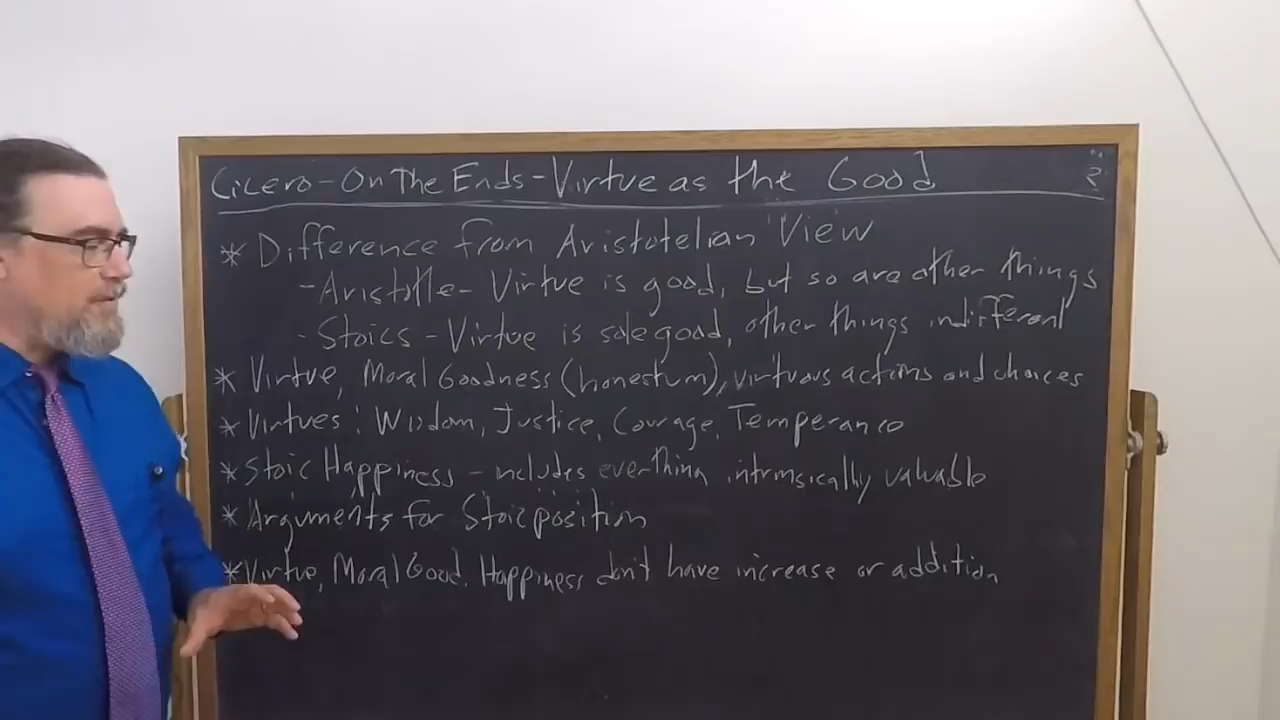 Cicero - On The Ends - Virtue as the Good 2
* Difference from Aristotelian View
- Aristotle - Virtue is good, but so are other things
- Stoics - Virtue is sole good, other things indifferent
* Virtue, Moral Goodness (honestum), virtuous actions and choices
* Virtues: Wisdom, Justice, Courage, Temperance
* Stoic Happiness - includes everthing intrinsically valuable
* Arguments for Stoic position
* Virtue, Moral Good, Happiness don't have increase or addition